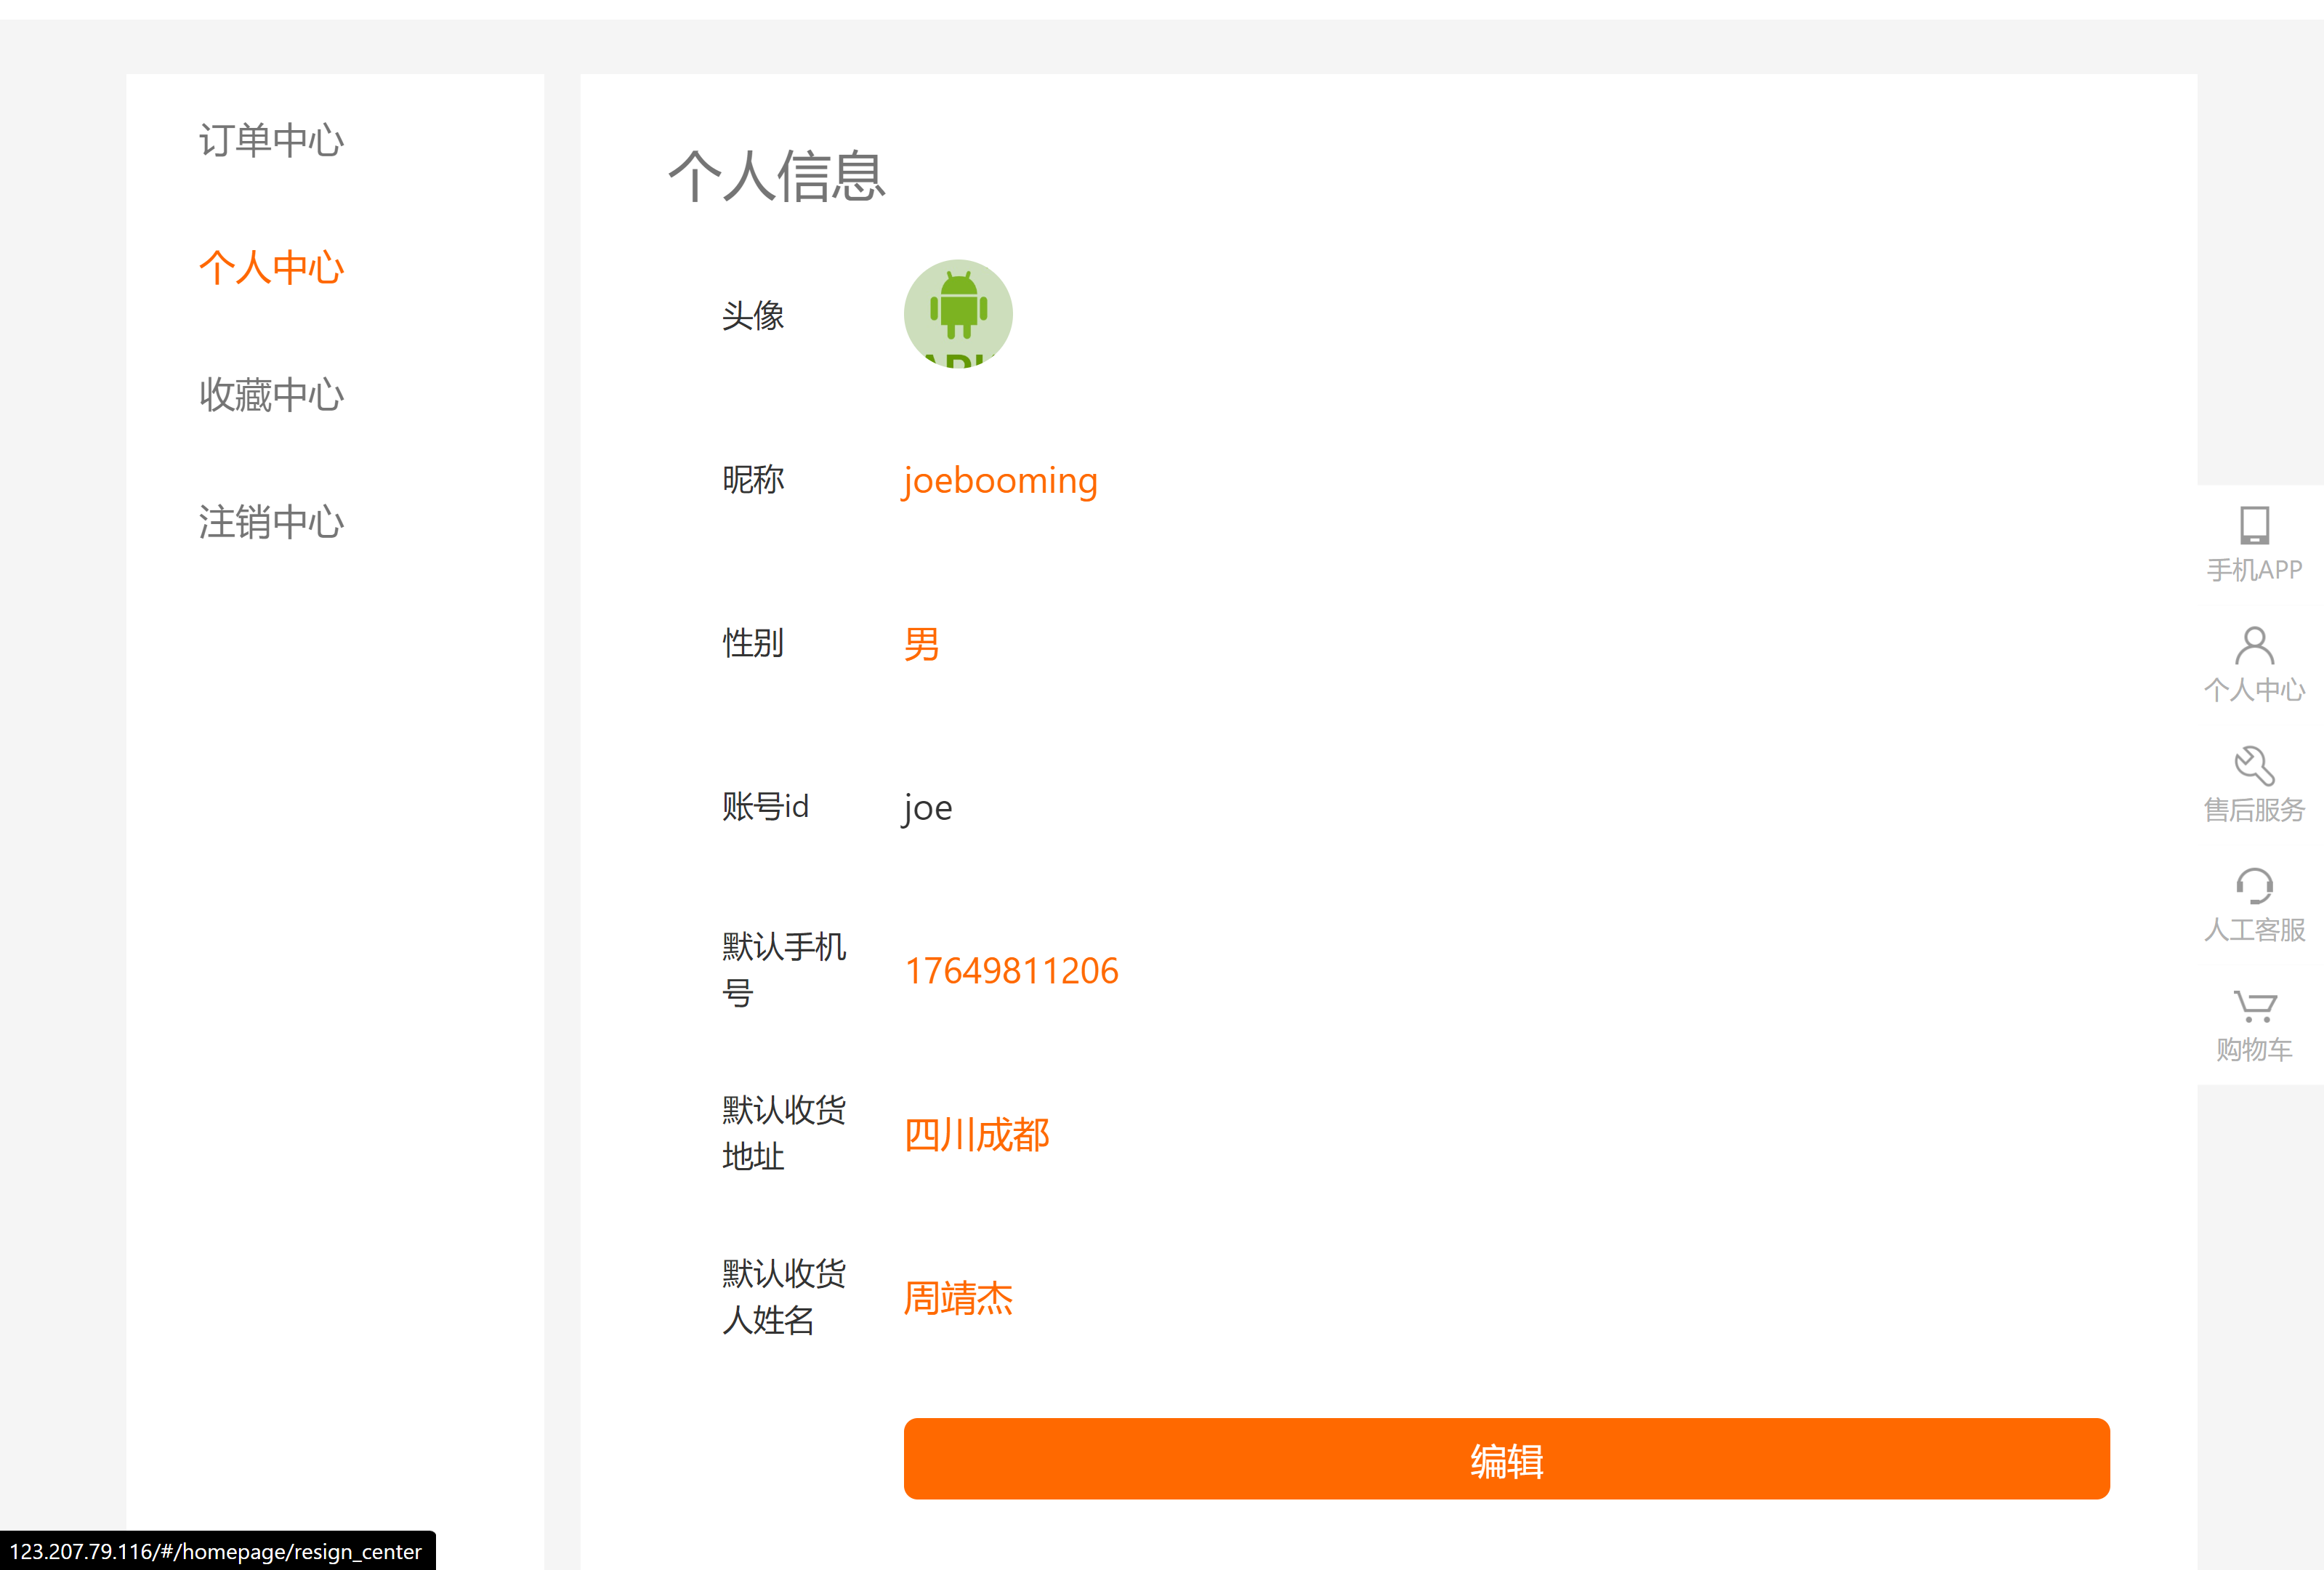 订单中心
个人中心
收藏中心
注销中心
个人信息
头像
昵称
joebooming
性别
男
账号id
joe
默认手机
号
17649811206
默认收货
地址
四川成都
默认收货
人姓名
周靖杰
编辑
手机APP
个人中心
售后服务
人工客服
购物车
123.207.79.116/#/homepage/resign_center